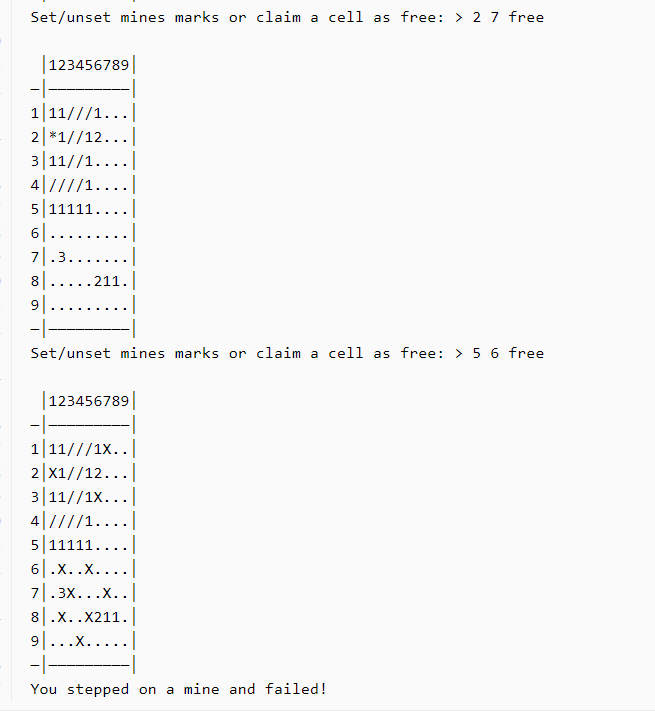 Set/unset mines marks or claim a cell as free: > 2 7 free
 │123456789│
—│—————————│
1│11///1...│
2│*1//12...│
3│11//1....│
4│////1....│
5│11111....│
6│.........│
7│.3.......│
8│.....211.│
9│.........│
—│—————————│
Set/unset mines marks or claim a cell as free: > 5 6 free
 │123456789│
—│—————————│
1│11///1X..│
2│X1//12...│
3│11//1X...│
4│////1....│
5│11111....│
6│.X..X....│
7│.3X...X..│
8│.X..X211.│
9│...X.....│
—│—————————│
You stepped on a mine and failed!